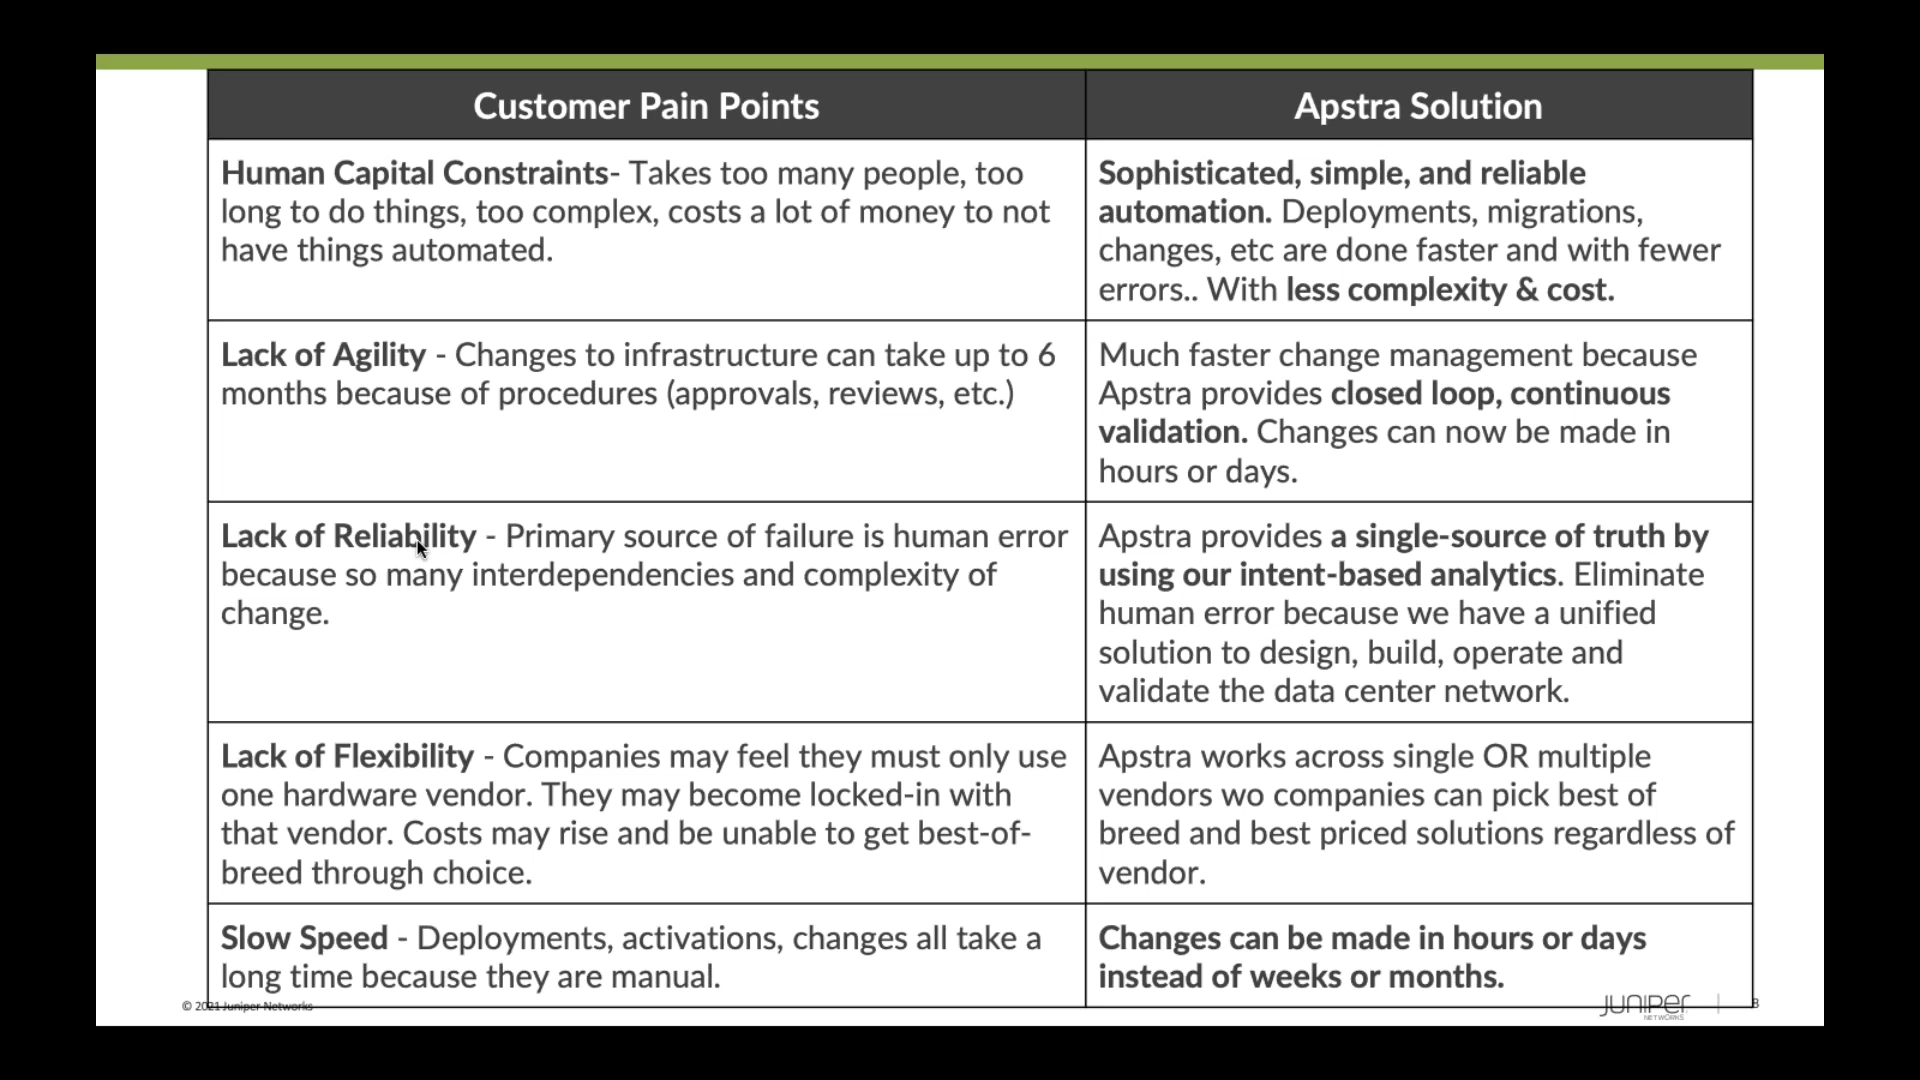 Customer Pain Points
Apstra Solution
Human Capital Constraints- Takes too many people, too
long to do things, too complex, costs a lot of money to not
have things automated.
Sophisticated, simple, and reliable
automation. Deployments, migrations,
changes, etc are done faster and with fewer
errors.. With less complexity & cost.
Lack of Agility - Changes to infrastructure can take up to 6
months because of procedures (approvals, reviews, etc.)
Much faster change management because
Apstra provides closed loop, continuous
validation. Changes can now be made in
hours or days.
Lack of Reliability - Primary source of failure is human error
because so many interdependencies and complexity of
change.
Apstra provides a single-source of truth by
using our intent-based analytics. Eliminate
human error because we have a unified
solution to design, build, operate and
validate the data center network.
Lack of Flexibility - Companies may feel they must only use
one hardware vendor. They may become locked-in with
that vendor. Costs may rise and be unable to get best-of-
breed through choice.
Apstra works across single OR multiple
vendors wo companies can pick best of
breed and best priced solutions regardless of
vendor.
Slow Speed - Deployments, activations, changes all take a
long time because they are manual.
Changes can be made in hours or days
instead of weeks or months.
© 2021 Juniper Networks
JUNIPER
NETWORKS
8